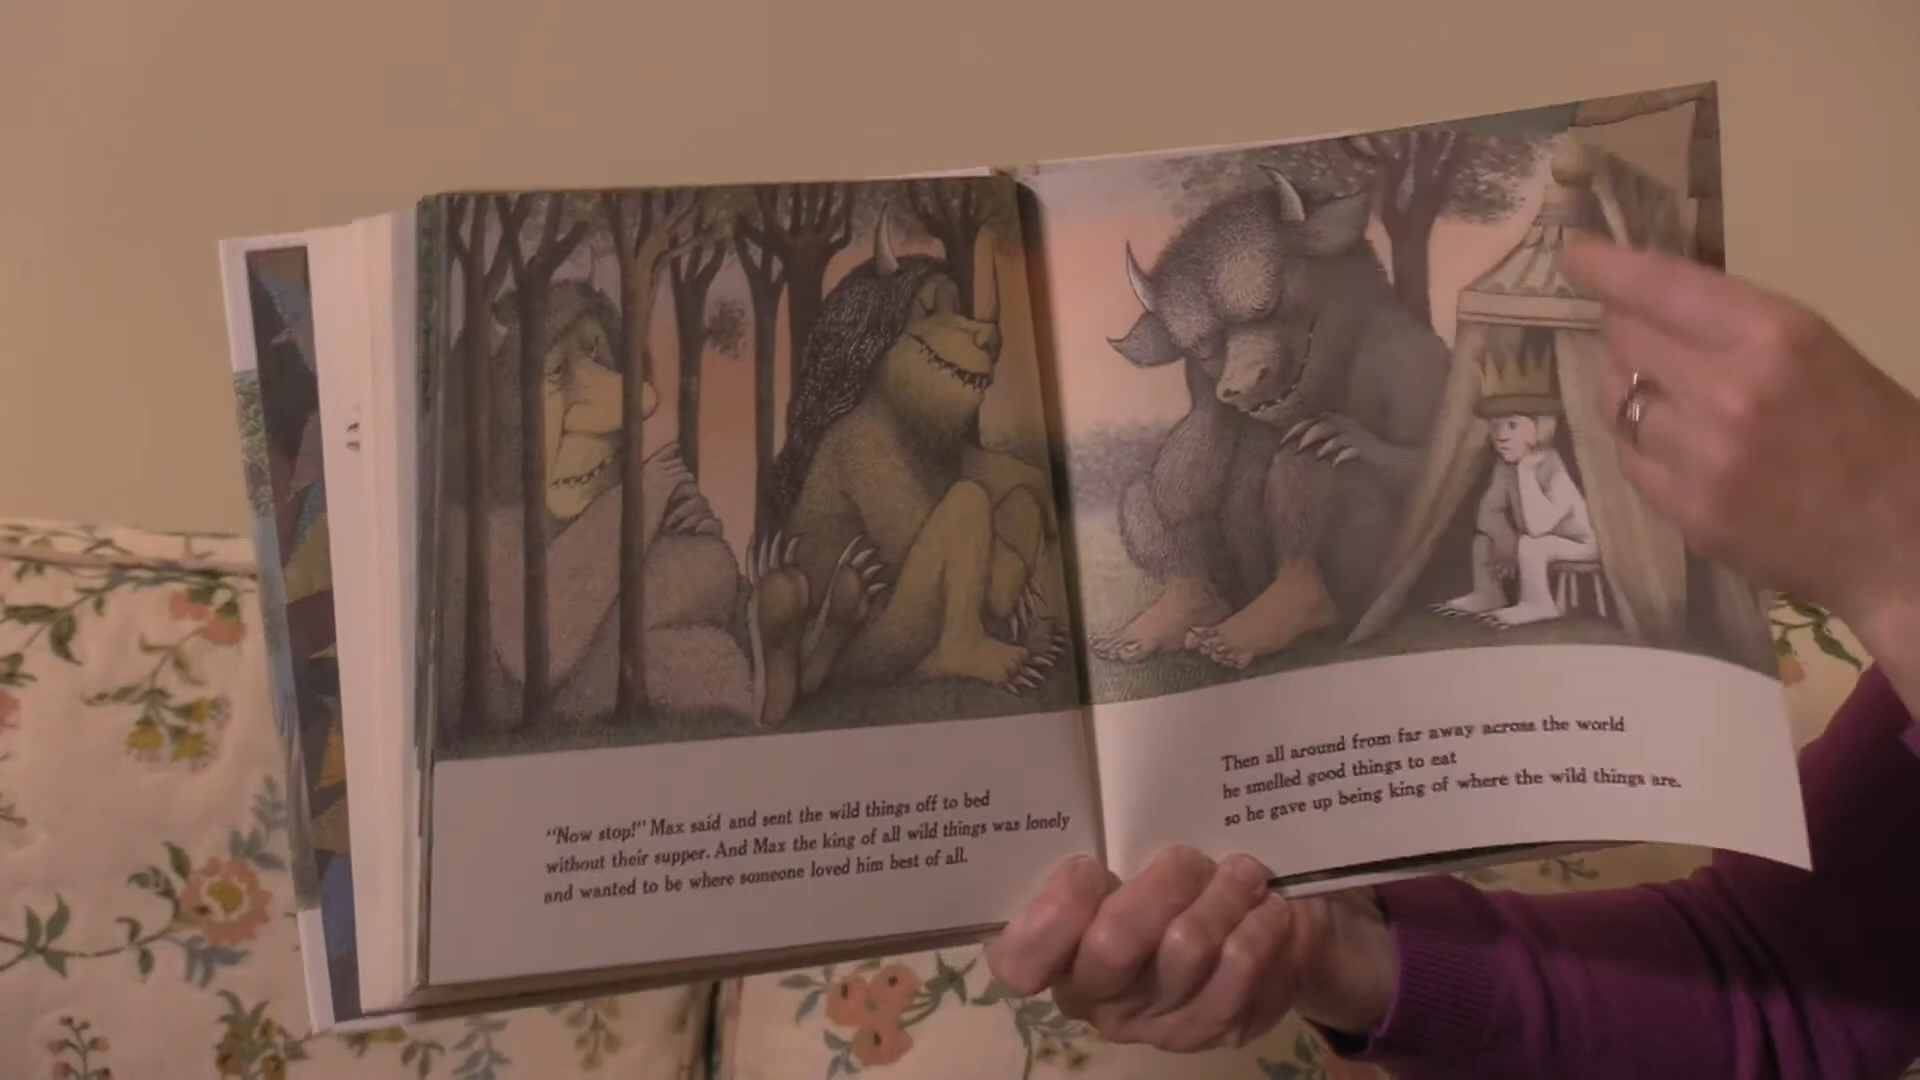 "Now stop!" Max said and sent the wild things off to bed
without their supper. And Max the king of all wild things was lonely
and wanted to be where someone loved him best of all.
Then all around from far away across the world
he smelled good things to eat
so he gave up being king of where the wild things are.